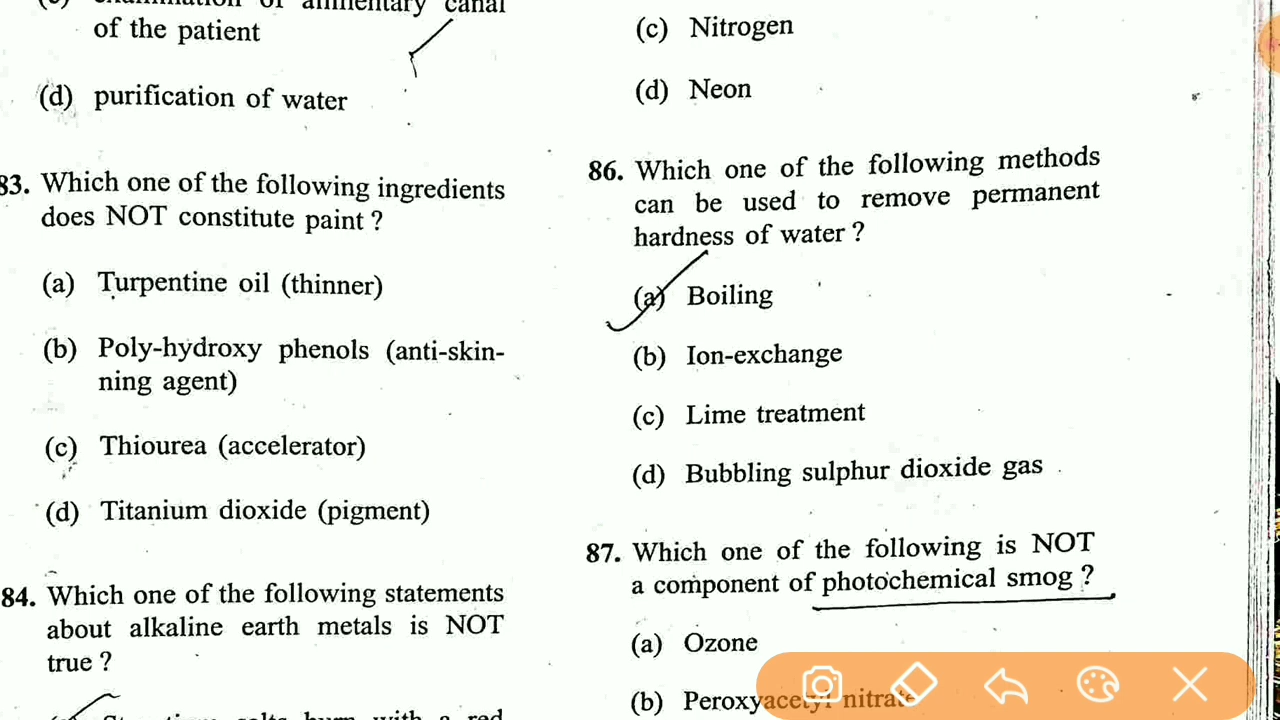 of the patient
(d) purification of water
83. Which one of the following ingredients
does NOT constitute paint ?
(a) Turpentine oil (thinner)
(b) Poly-hydroxy phenols (anti-skin-
ning agent)
(c) Thiourea (accelerator)
(d) Titanium dioxide (pigment)
84. Which one of the following statements
about alkaline earth metals is NOT
true ?
(c) Nitrogen
(d) Neon
86. Which one of the following methods
can be used to remove permanent
hardness of water ?
(a) Boiling
(b) Ion-exchange
(c) Lime treatment
(d) Bubbling sulphur dioxide gas
87. Which one of the following is NOT
a component of photochemical smog ?
(a) Ozone
(b) Peroxyacetyl nitrate